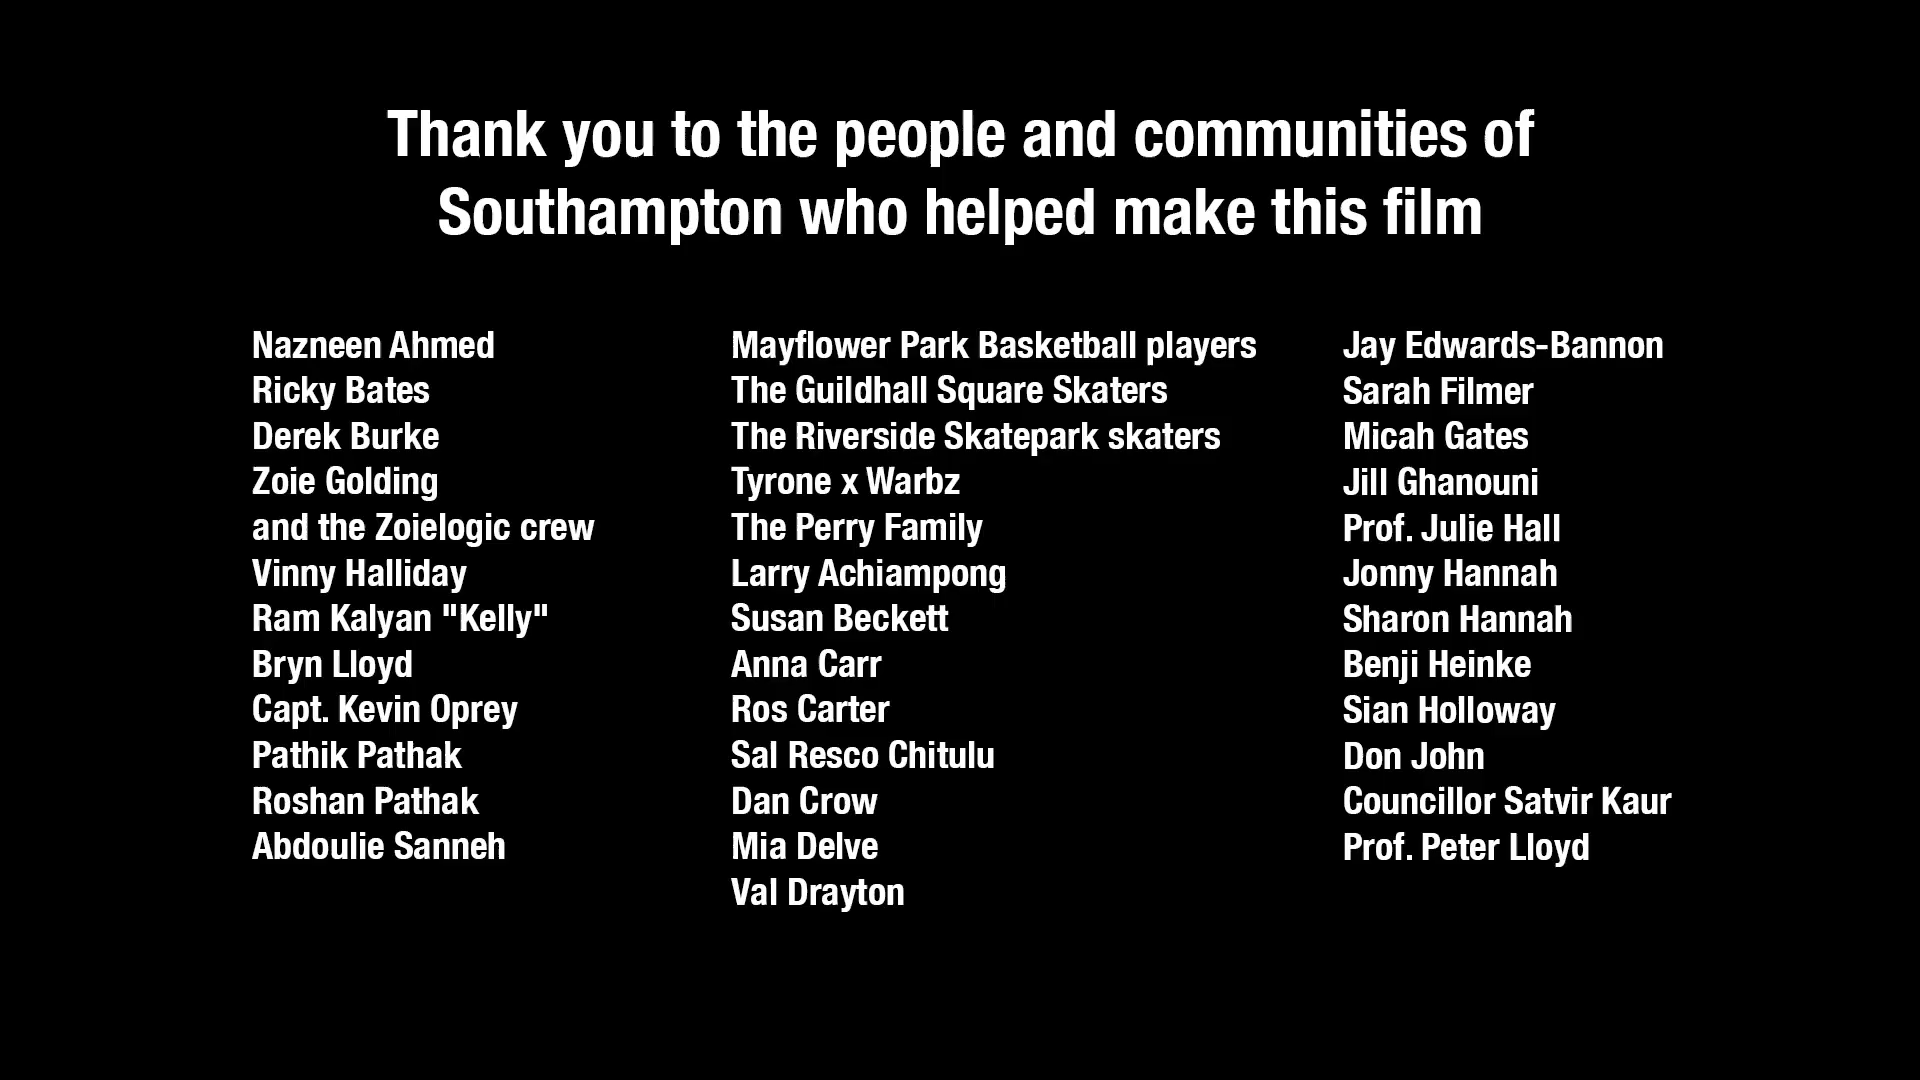 Thank you to the people and communities of
Southampton who helped make this film
Nazneen Ahmed
Ricky Bates
Derek Burke
Zoie Golding
and the Zoielogic crew
Vinny Halliday
Ram Kalyan "Kelly"
Bryn Lloyd
Capt. Kevin Oprey
Pathik Pathak
Roshan Pathak
Abdoulie Sanneh
Mayflower Park Basketball players
The Guildhall Square Skaters
The Riverside Skatepark skaters
Tyrone x Warbz
The Perry Family
Larry Achiampong
Susan Beckett
Anna Carr
Ros Carter
Sal Resco Chitulu
Dan Crow
Mia Delve
Val Drayton
Jay Edwards-Bannon
Sarah Filmer
Micah Gates
Jill Ghanouni
Prof. Julie Hall
Jonny Hannah
Sharon Hannah
Benji Heinke
Sian Holloway
Don John
Councillor Satvir Kaur
Prof. Peter Lloyd